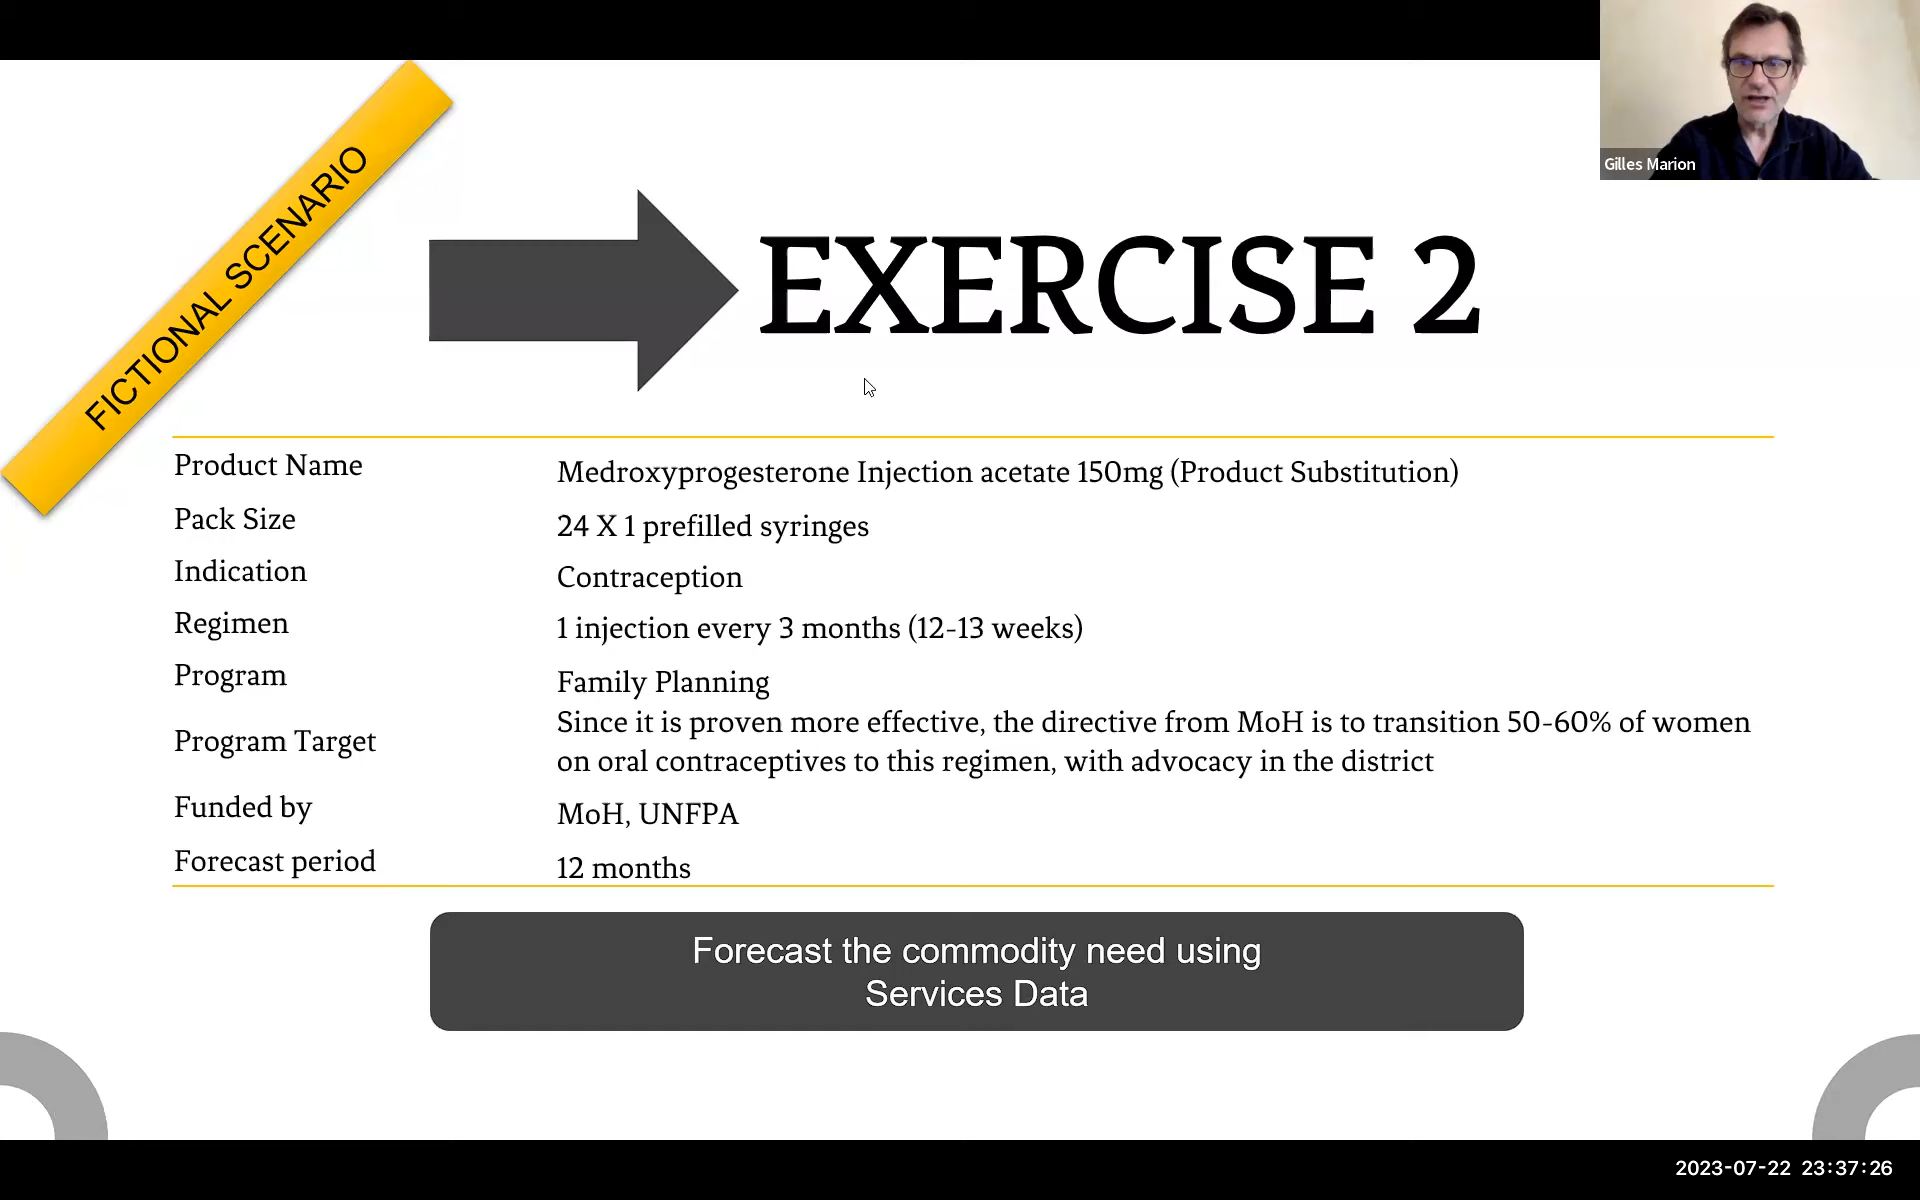 Gilles Marion
FICTIONAL SCENARIO
EXERCISE 2
Product Name Medroxyprogesterone Injection acetate 150mg (Product Substitution)
Pack Size 24 X 1 prefilled syringes
Indication Contraception
Regimen 1 injection every 3 months (12-13 weeks)
Program Family Planning
Program Target Since it is proven more effective, the directive from MoH is to transition 50-60% of women
on oral contraceptives to this regimen, with advocacy in the district
Funded by MoH, UNFPA
Forecast period 12 months
Forecast the commodity need using
Services Data
2023-07-22 23:37:26